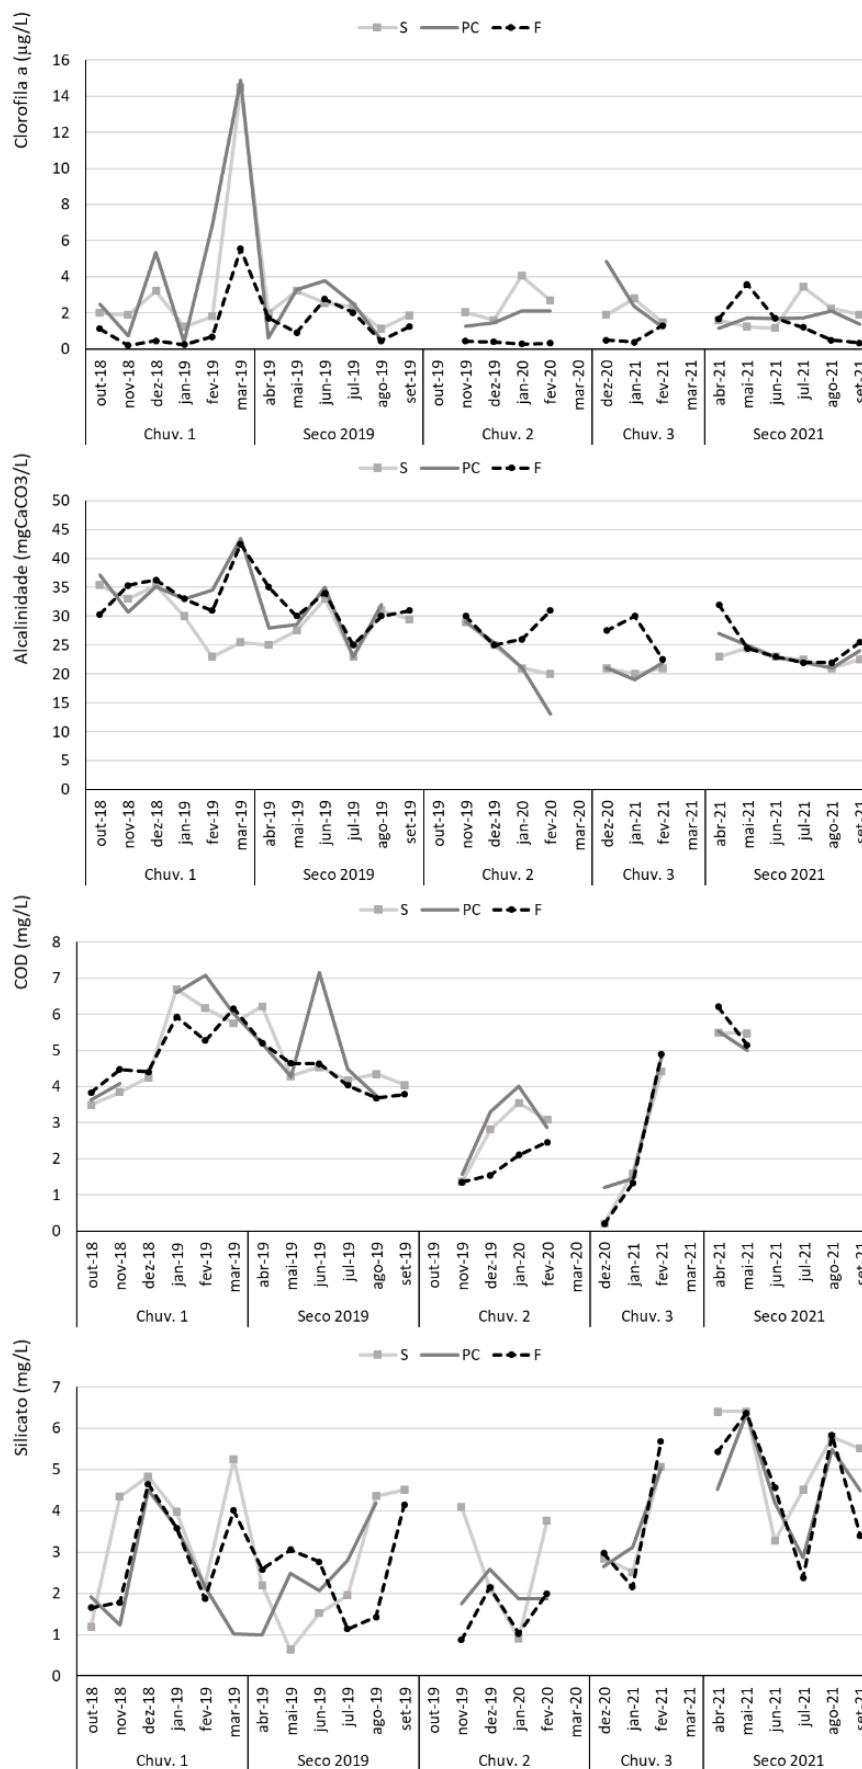 Clorofila a (µg/L)
S PC F
16
14
12
10
8
6
4
2
0
out-18 nov-18 dez-18 jan-19 fev-19 mar-19 abr-19 mai-19 jun-19 jul-19 ago-19 set-19 out-19 nov-19 dez-19 jan-20 fev-20 mar-20 dez-20 jan-21 fev-21 mar-21 abr-21 mai-21 jun-21 jul-21 ago-21 set-21
Chuv. 1 Seco 2019 Chuv. 2 Chuv. 3 Seco 2021
Alcalinidade (mgCaCO3/L)
S PC F
50
45
40
35
30
25
20
15
10
5
0
out-18 nov-18 dez-18 jan-19 fev-19 mar-19 abr-19 mai-19 jun-19 jul-19 ago-19 set-19 out-19 nov-19 dez-19 jan-20 fev-20 mar-20 dez-20 jan-21 fev-21 mar-21 abr-21 mai-21 jun-21 jul-21 ago-21 set-21
Chuv. 1 Seco 2019 Chuv. 2 Chuv. 3 Seco 2021
COD (mg/L)
S PC F
8
7
6
5
4
3
2
1
0
out-18 nov-18 dez-18 jan-19 fev-19 mar-19 abr-19 mai-19 jun-19 jul-19 ago-19 set-19 out-19 nov-19 dez-19 jan-20 fev-20 mar-20 dez-20 jan-21 fev-21 mar-21 abr-21 mai-21 jun-21 jul-21 ago-21 set-21
Chuv. 1 Seco 2019 Chuv. 2 Chuv. 3 Seco 2021
Silicato (mg/L)
S PC F
7
6
5
4
3
2
1
0
out-18 nov-18 dez-18 jan-19 fev-19 mar-19 abr-19 mai-19 jun-19 jul-19 ago-19 set-19 out-19 nov-19 dez-19 jan-20 fev-20 mar-20 dez-20 jan-21 fev-21 mar-21 abr-21 mai-21 jun-21 jul-21 ago-21 set-21
Chuv. 1 Seco 2019 Chuv. 2 Chuv. 3 Seco 2021